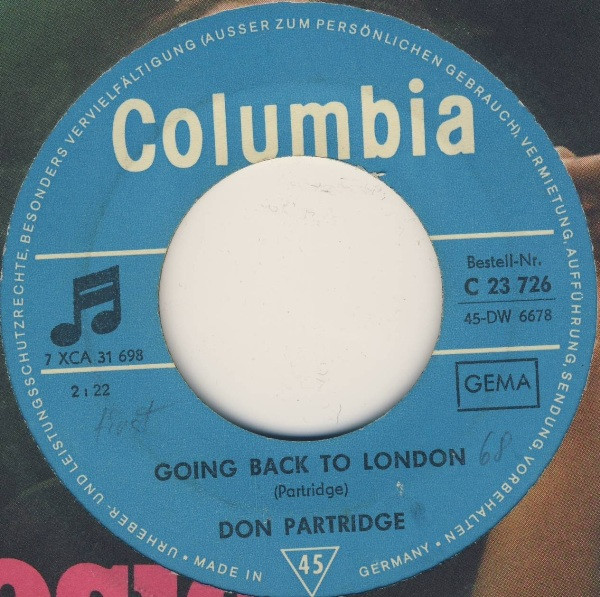 URHEBER- UND LEISTUNGSSCHUTZRECHTE, BESONDERS VERVIELFÄLTIGUNG (AUSSER ZUM PERSÖNLICHEN GEBRAUCH), VERMIETUNG, AUFFÜHRUNG, SENDUNG, VORBEHALTEN
Columbia
Bestell-Nr.
C 23 726
45-DW 6678
7 XCA 31 698
2:22
GEMA
first
GOING BACK TO LONDON 68
(Partridge)
DON PARTRIDGE
• MADE IN 45 GERMANY •